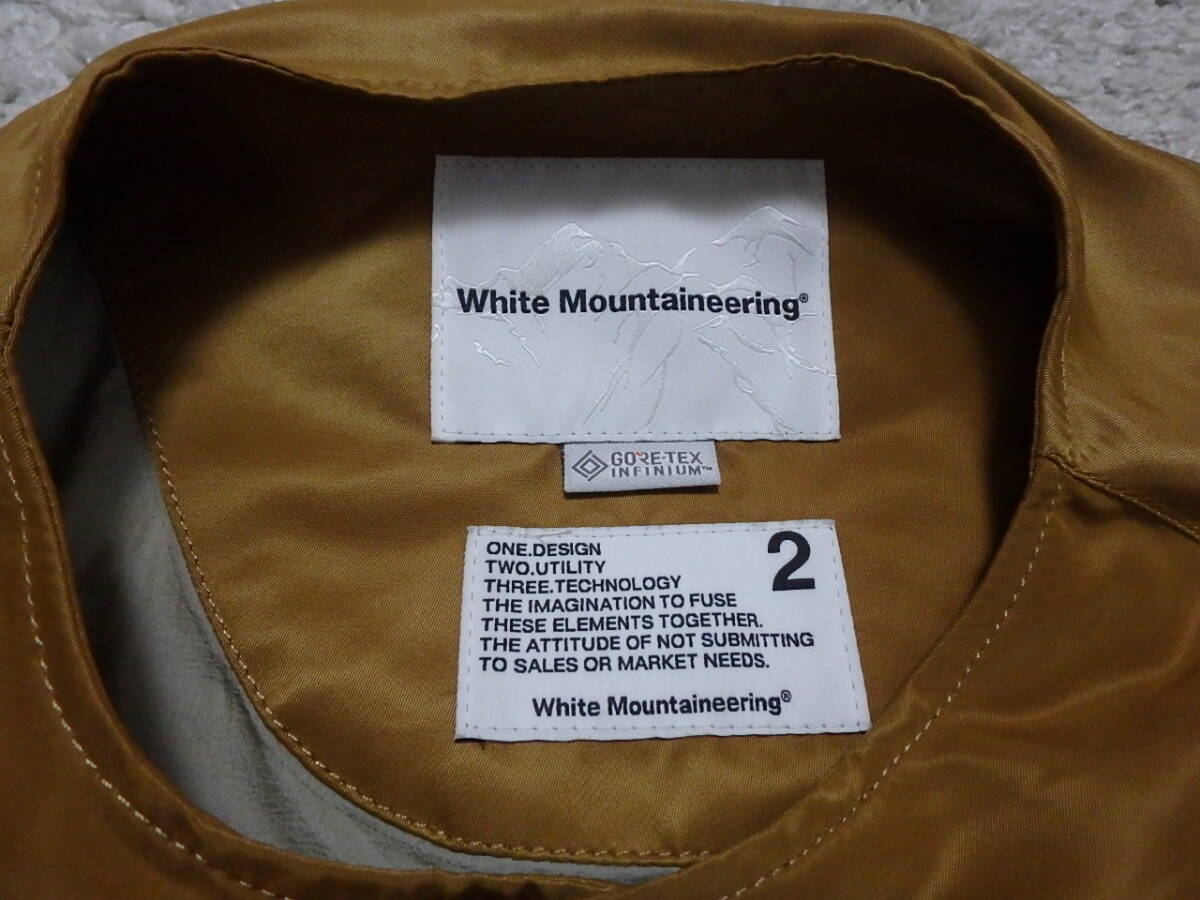 White Mountaineering®
GORE-TEX
INFINIUM™
ONE.DESIGN
TWO.UTILITY
THREE.TECHNOLOGY
THE IMAGINATION TO FUSE
THESE ELEMENTS TOGETHER.
THE ATTITUDE OF NOT SUBMITTING
TO SALES OR MARKET NEEDS.
2
White Mountaineering®